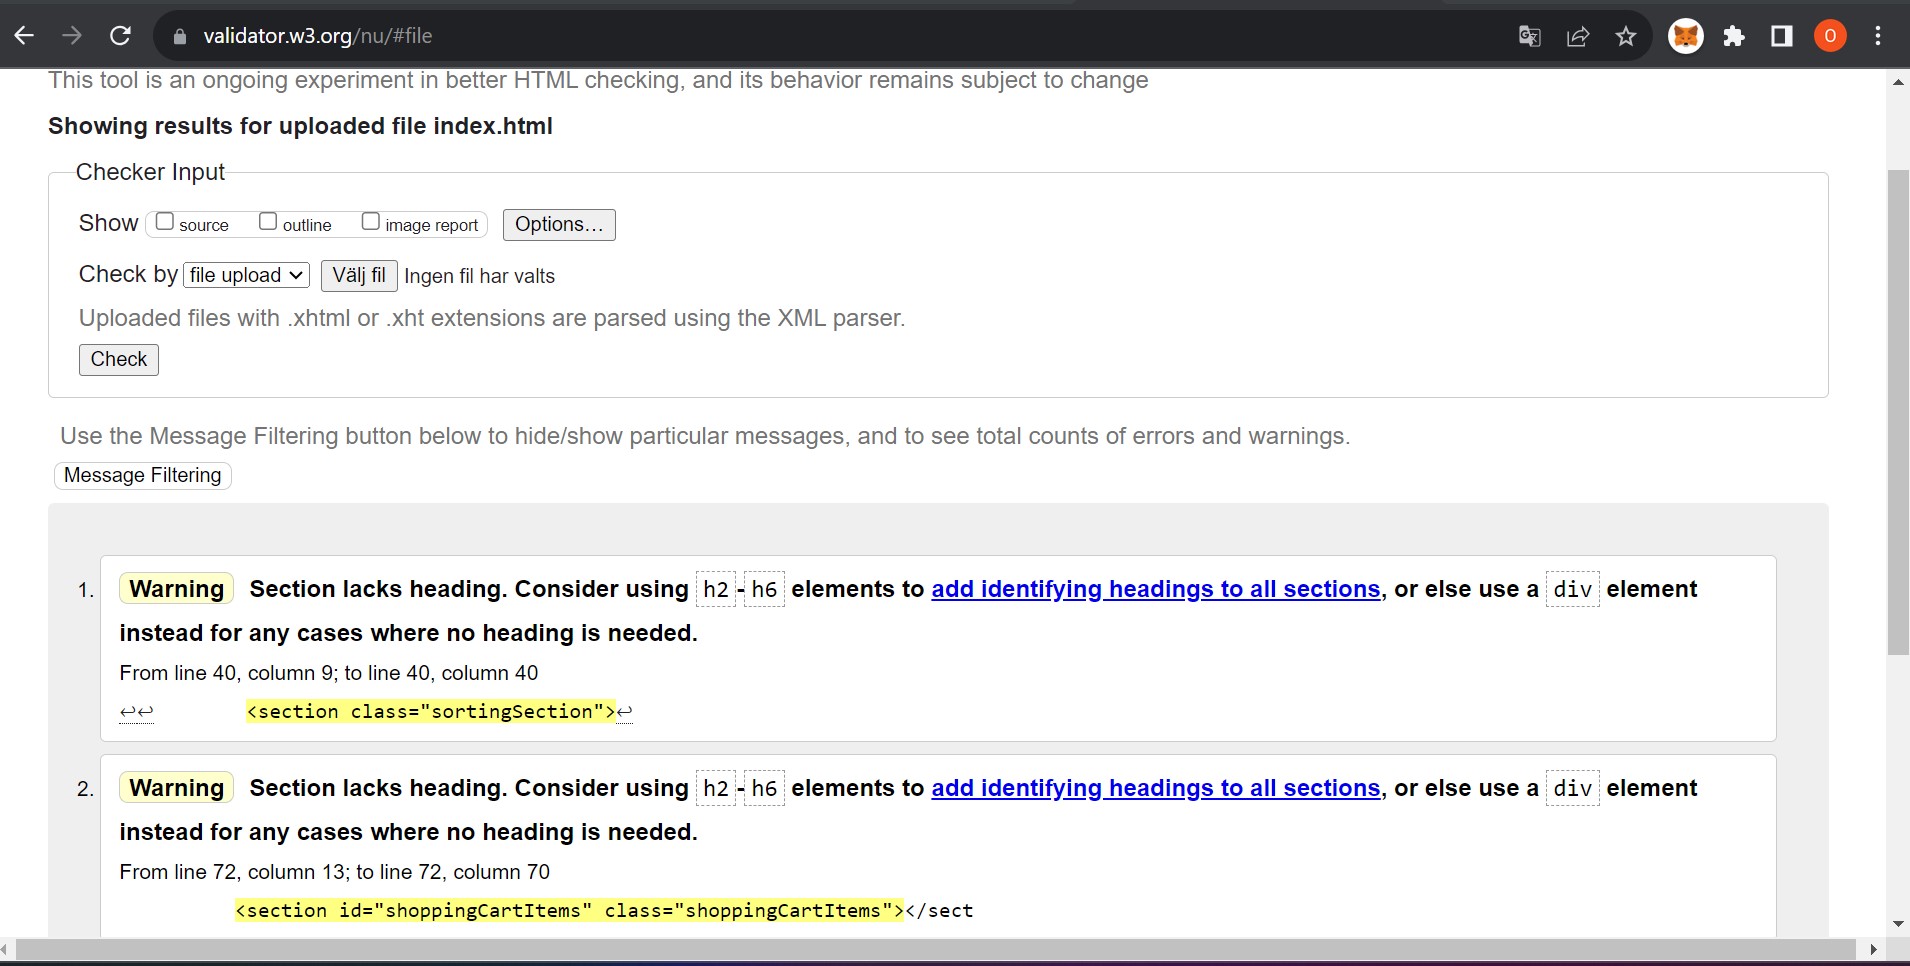 validator.w3.org/nu/#file
O
This tool is an ongoing experiment in better HTML checking, and its behavior remains subject to change
Showing results for uploaded file index.html
Checker Input
Show source outline image report Options...
Check by file upload Välj fil Ingen fil har valts
Uploaded files with .xhtml or .xht extensions are parsed using the XML parser.
Check
Use the Message Filtering button below to hide/show particular messages, and to see total counts of errors and warnings.
Message Filtering
1. Warning Section lacks heading. Consider using h2-h6 elements to add identifying headings to all sections, or else use a div element
instead for any cases where no heading is needed.
From line 40, column 9; to line 40, column 40
↩↩ <section class="sortingSection">↩
2. Warning Section lacks heading. Consider using h2-h6 elements to add identifying headings to all sections, or else use a div element
instead for any cases where no heading is needed.
From line 72, column 13; to line 72, column 70
<section id="shoppingCartItems" class="shoppingCartItems"></sect